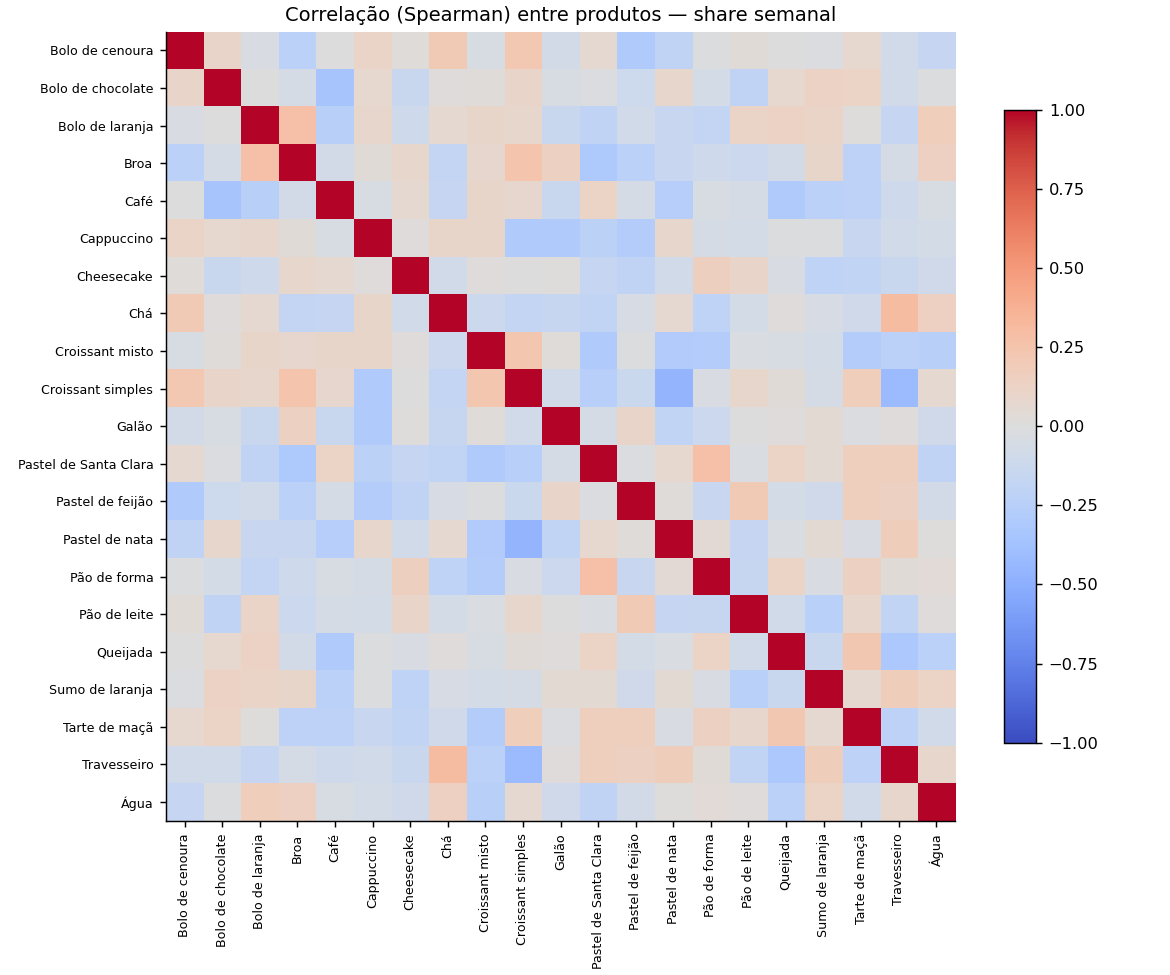 Correlação (Spearman) entre produtos — share semanal
Bolo de cenoura
Bolo de chocolate
Bolo de laranja
Broa
Café
Cappuccino
Cheesecake
Chá
Croissant misto
Croissant simples
Galão
Pastel de Santa Clara
Pastel de feijão
Pastel de nata
Pão de forma
Pão de leite
Queijada
Sumo de laranja
Tarte de maçã
Travesseiro
Água
Bolo de cenoura
Bolo de chocolate
Bolo de laranja
Broa
Café
Cappuccino
Cheesecake
Chá
Croissant misto
Croissant simples
Galão
Pastel de Santa Clara
Pastel de feijão
Pastel de nata
Pão de forma
Pão de leite
Queijada
Sumo de laranja
Tarte de maçã
Travesseiro
Água
1.00
0.75
0.50
0.25
0.00
−0.25
−0.50
−0.75
−1.00